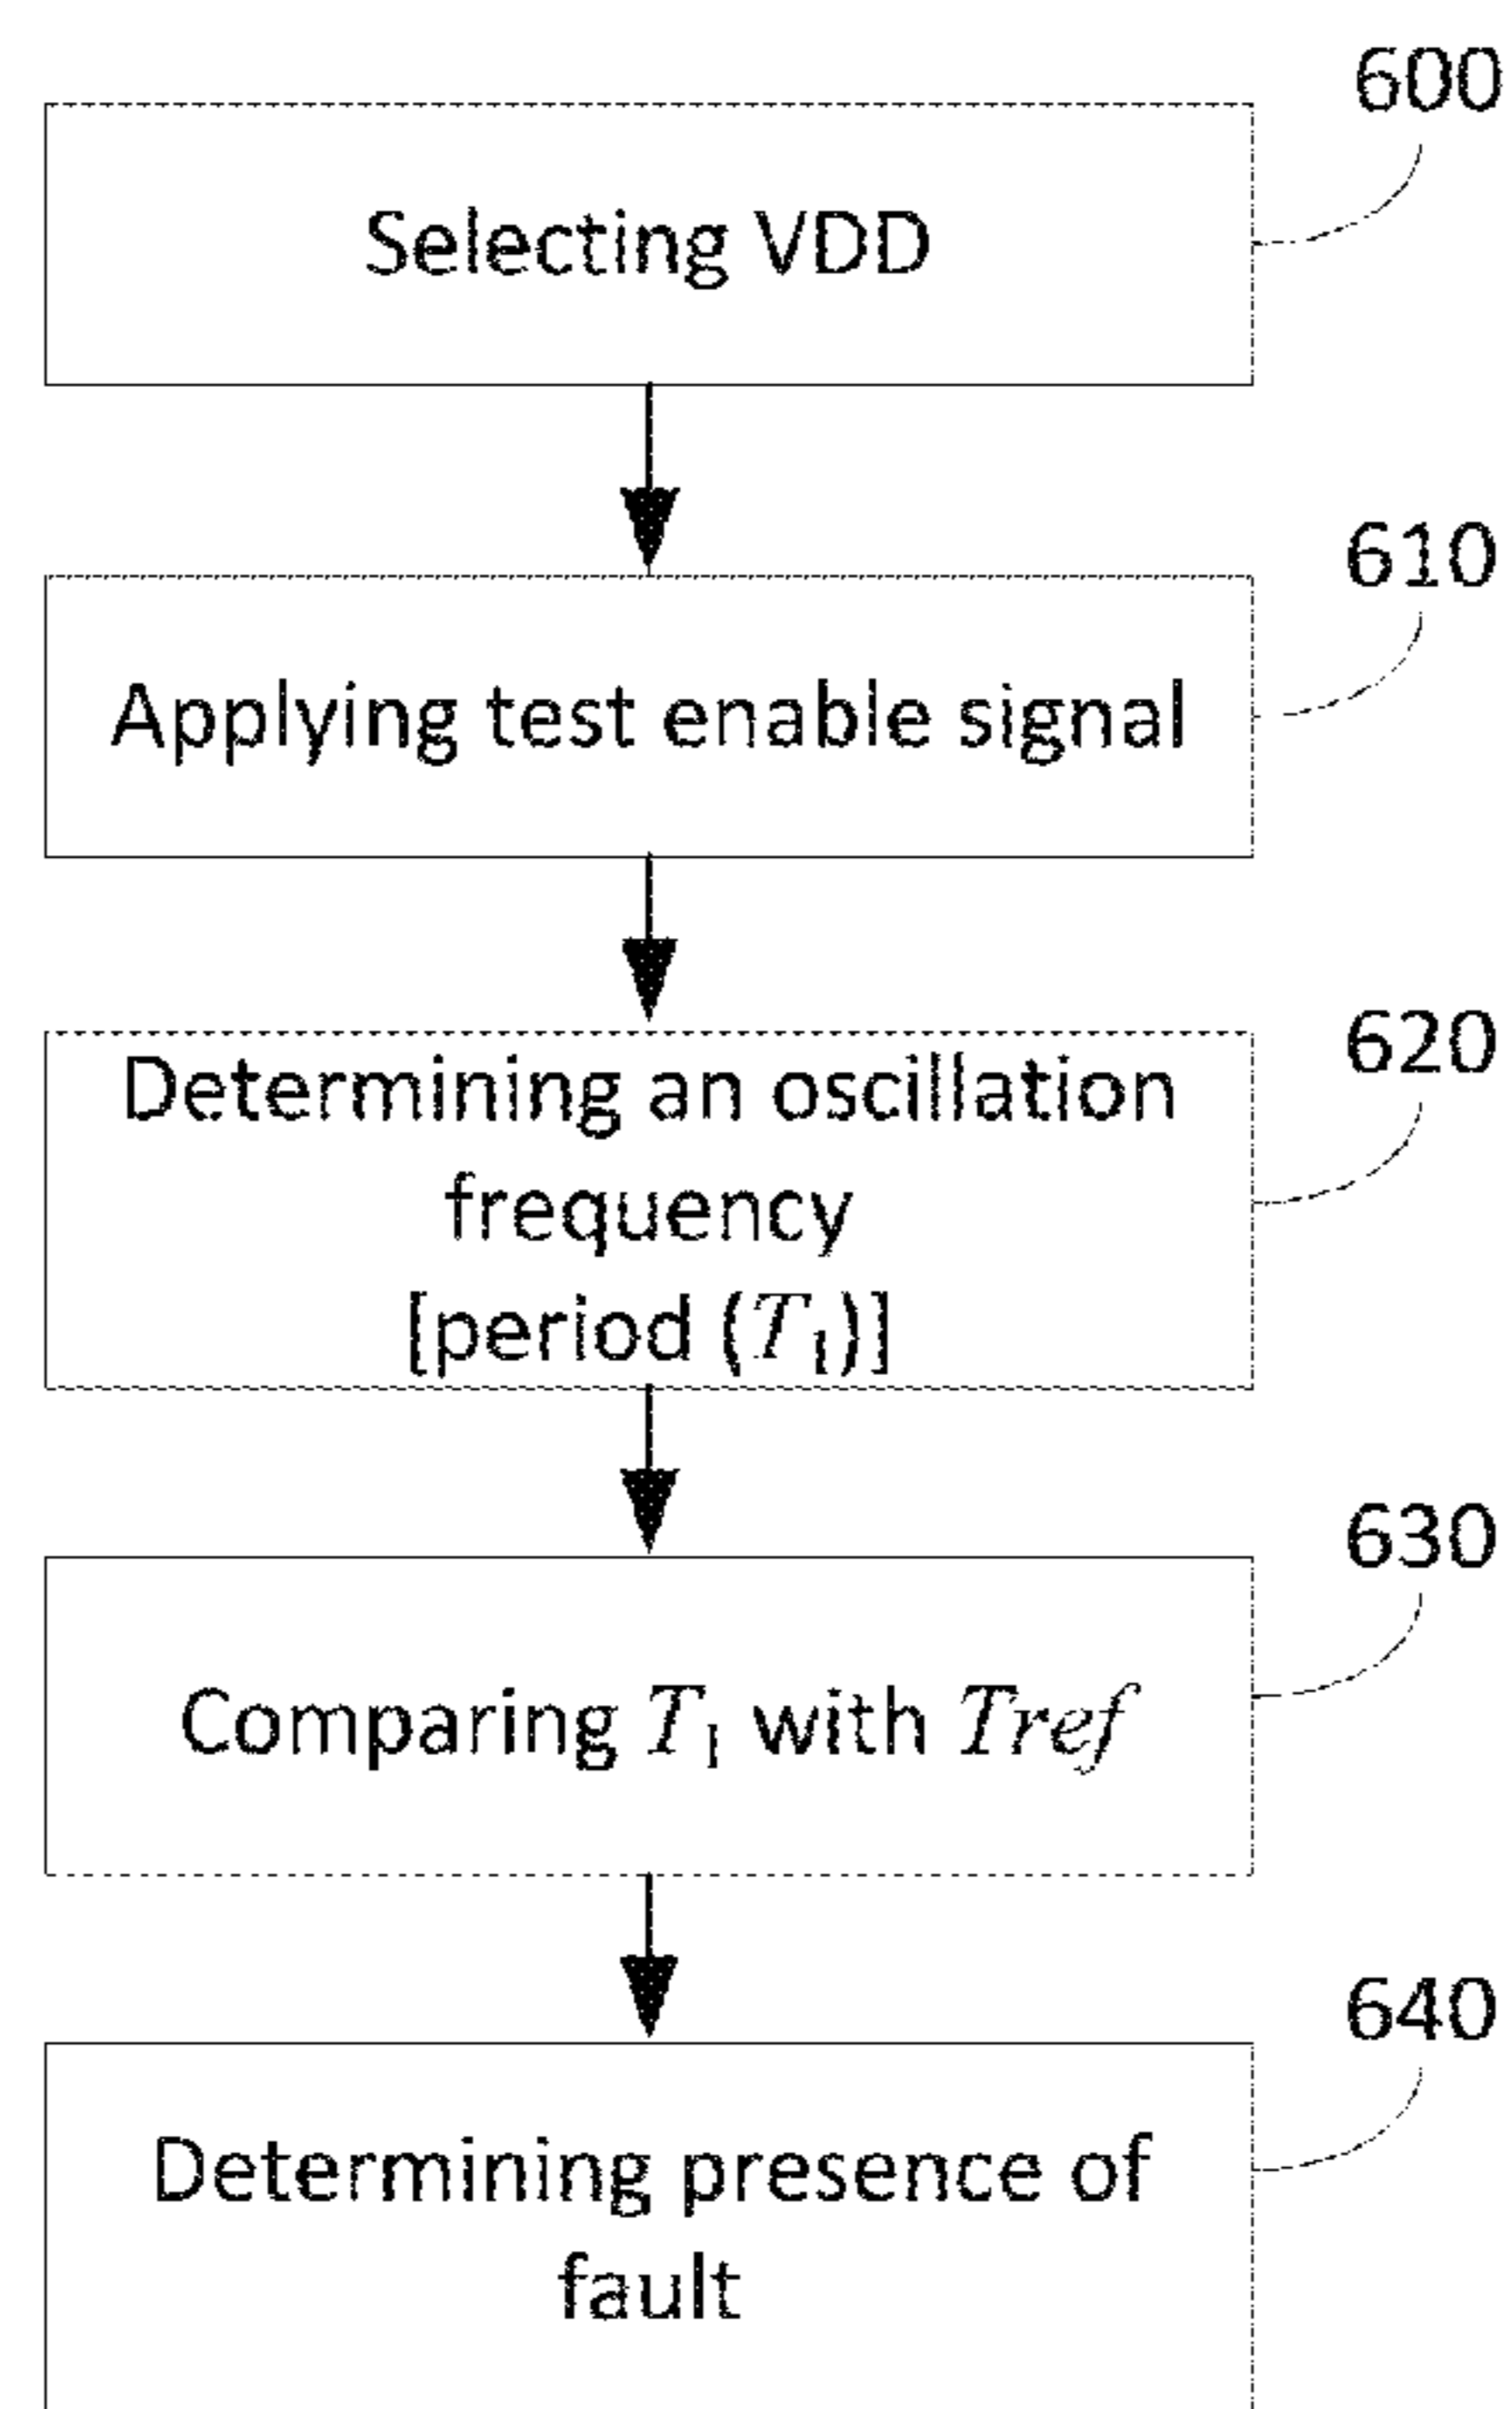 600
Selecting VDD
610
Applying test enable signal
620
Determining an oscillation
frequency
[period (T1)]
630
Comparing T1 with Tref
640
Determining presence of
fault